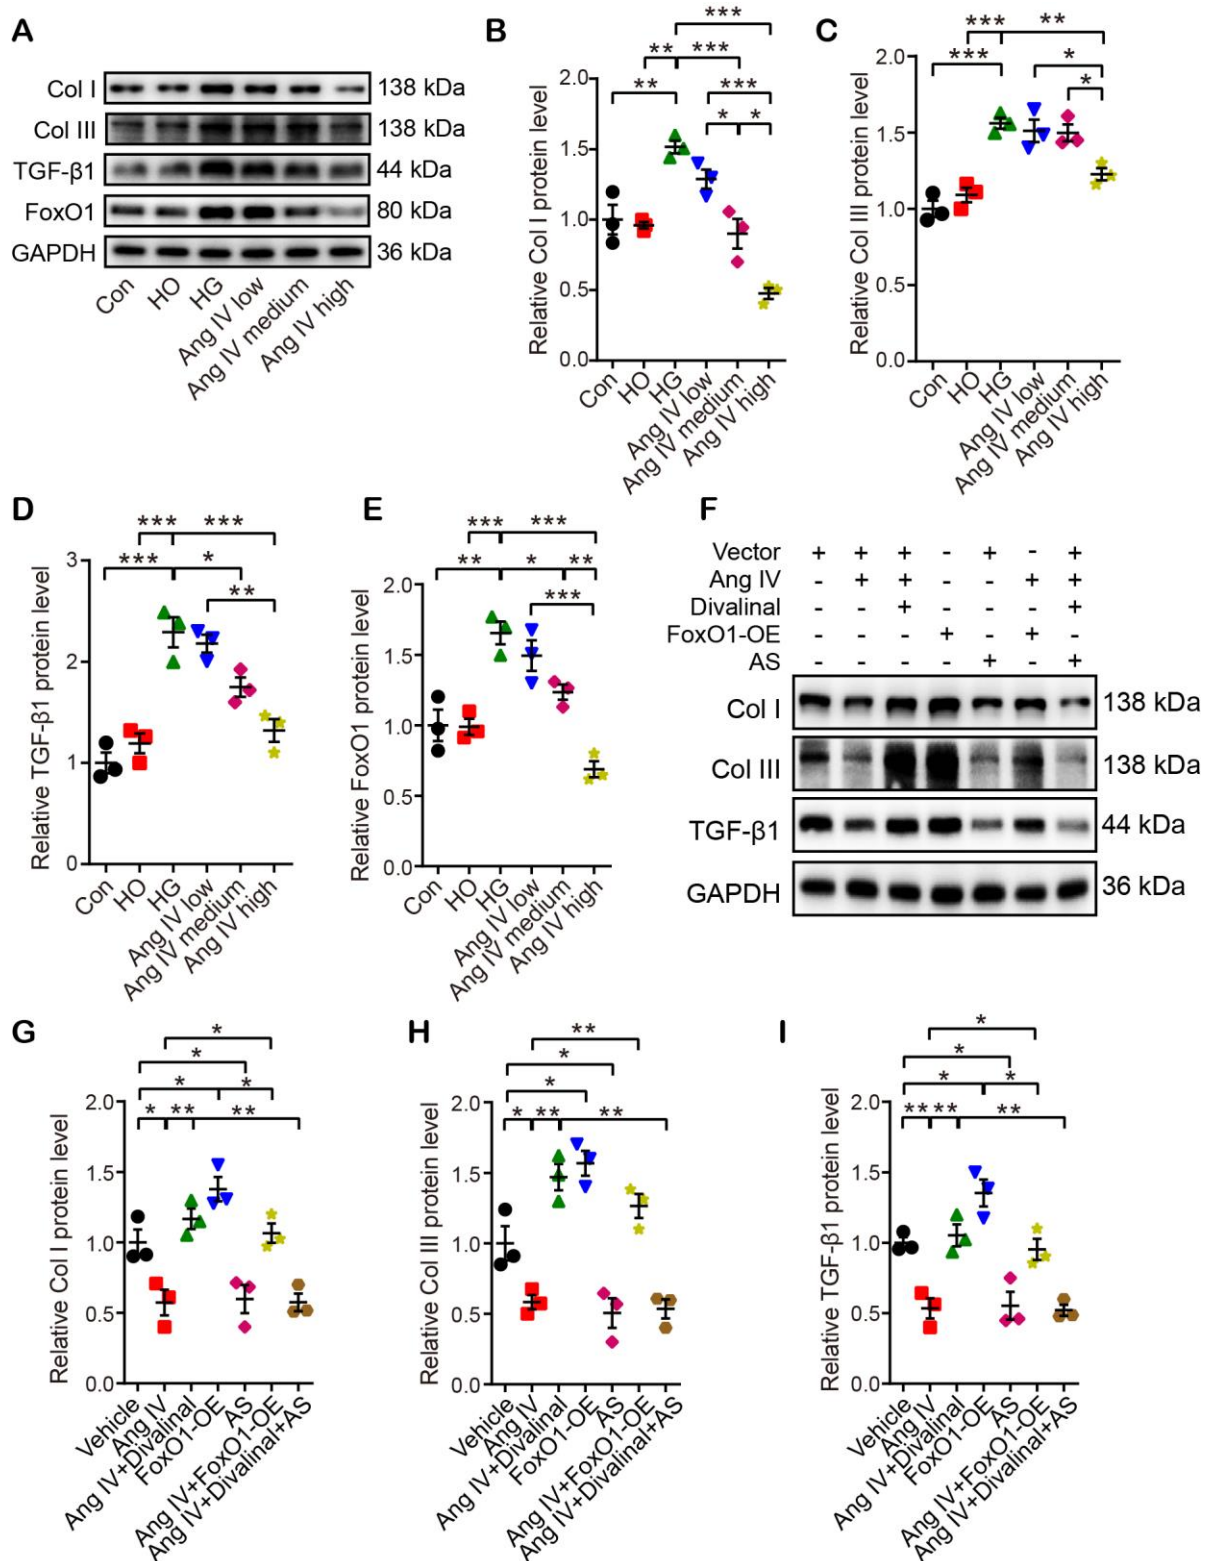 A
Col I 138 kDa
Col III 138 kDa
TGF-β1 44 kDa
FoxO1 80 kDa
GAPDH 36 kDa
Con HO HG Ang IV low Ang IV medium Ang IV high
B
***
** ***
** ***
* *
Relative Col I protein level
2.0
1.5
1.0
0.5
0.0
Con HO HG Ang IV low Ang IV medium Ang IV high
C
*** **
*** *
*
Relative Col III protein level
2.0
1.5
1.0
0.5
0.0
Con HO HG Ang IV low Ang IV medium Ang IV high
D
*** ***
*** *
**
Relative TGF-β1 protein level
3
2
1
0
Con HO HG Ang IV low Ang IV medium Ang IV high
E
*** ***
** * **
***
Relative FoxO1 protein level
2.0
1.5
1.0
0.5
0.0
Con HO HG Ang IV low Ang IV medium Ang IV high
F
Vector + + + - + - +
Ang IV - + + - - + +
Divalinal - - + - - - +
FoxO1-OE - - - + - + -
AS - - - - + - +
Col I 138 kDa
Col III 138 kDa
TGF-β1 44 kDa
GAPDH 36 kDa
G
*
*
* *
* ** **
Relative Col I protein level
2.0
1.5
1.0
0.5
0.0
Vehicle Ang IV Ang IV+Divalinal FoxO1-OE AS Ang IV+FoxO1-OE Ang IV+Divalinal+AS
H
**
*
*
* ** **
Relative Col III protein level
2.0
1.5
1.0
0.5
0.0
Vehicle Ang IV Ang IV+Divalinal FoxO1-OE AS Ang IV+FoxO1-OE Ang IV+Divalinal+AS
I
*
*
* *
** ** **
Relative TGF-β1 protein level
2.0
1.5
1.0
0.5
0.0
Vehicle Ang IV Ang IV+Divalinal FoxO1-OE AS Ang IV+FoxO1-OE Ang IV+Divalinal+AS